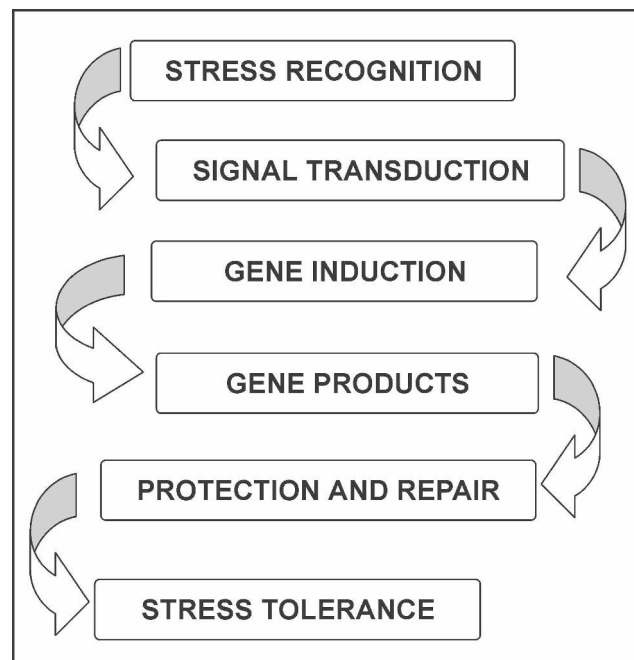 STRESS RECOGNITION
SIGNAL TRANSDUCTION
GENE INDUCTION
GENE PRODUCTS
PROTECTION AND REPAIR
STRESS TOLERANCE